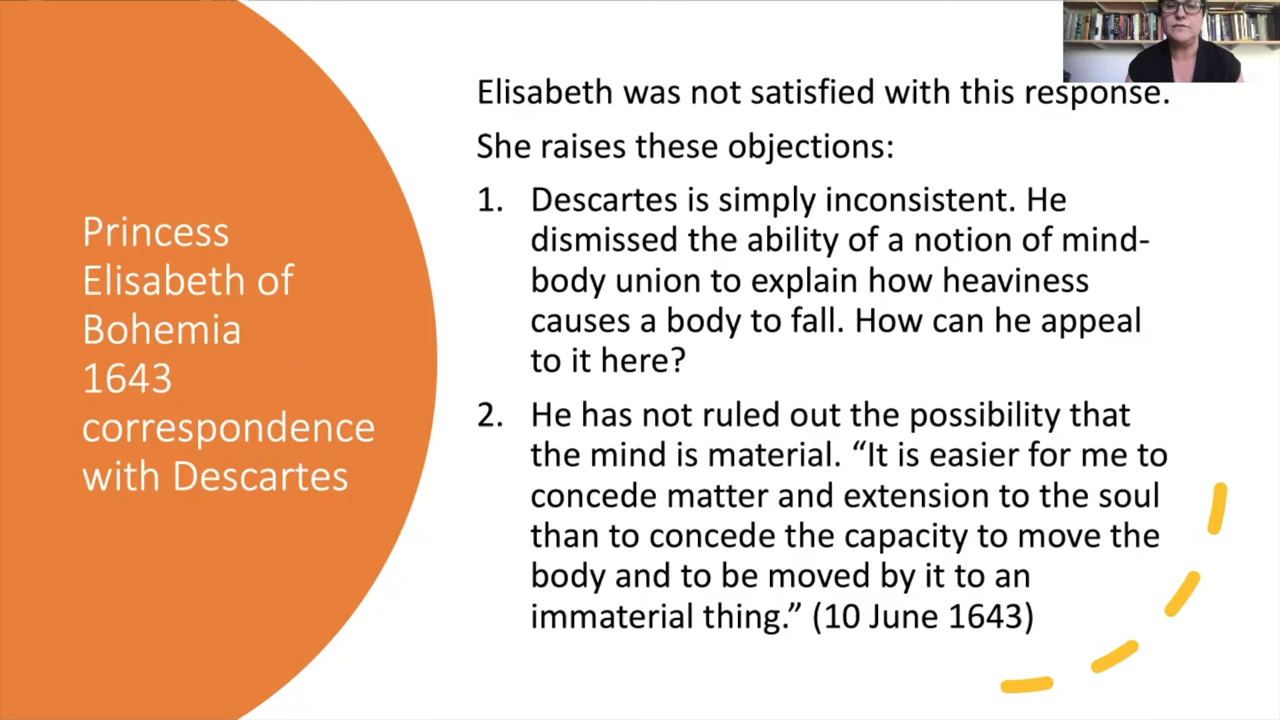 Princess
Elisabeth of
Bohemia
1643
correspondence
with Descartes
Elisabeth was not satisfied with this response.
She raises these objections:
1. Descartes is simply inconsistent. He
dismissed the ability of a notion of mind-
body union to explain how heaviness
causes a body to fall. How can he appeal
to it here?
2. He has not ruled out the possibility that
the mind is material. “It is easier for me to
concede matter and extension to the soul
than to concede the capacity to move the
body and to be moved by it to an
immaterial thing.” (10 June 1643)